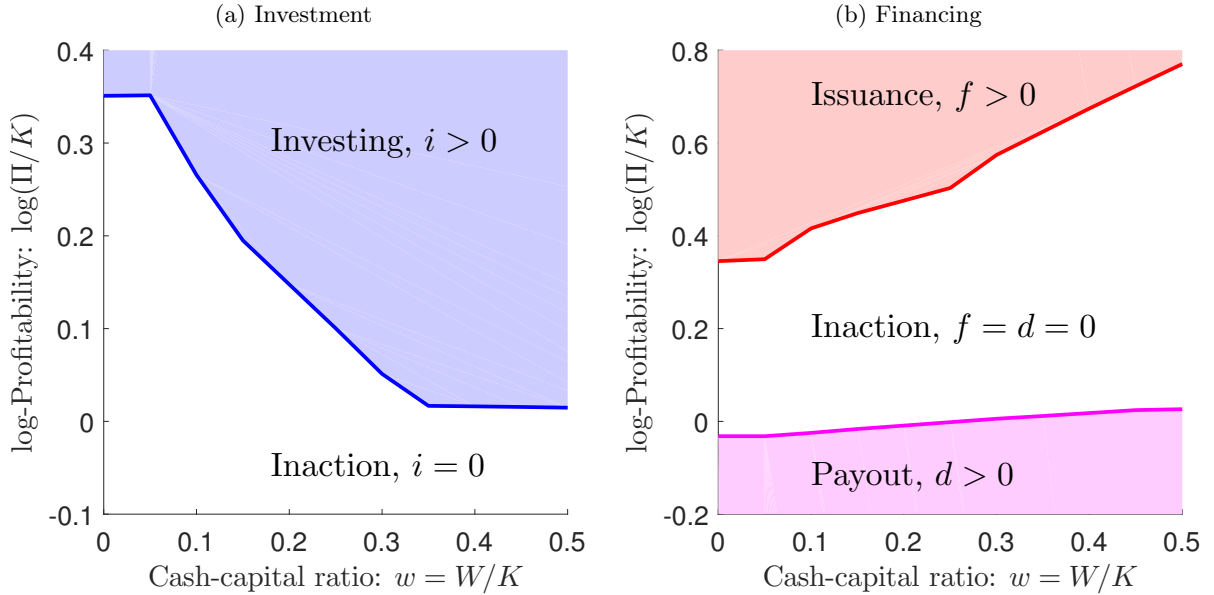 (a) Investment
0.4
0.3
0.2
0.1
0
-0.1
log-Profitability: log(Π/K)
Investing, i > 0
Inaction, i = 0
0 0.1 0.2 0.3 0.4 0.5
Cash-capital ratio: w = W/K
(b) Financing
0.8
0.6
0.4
0.2
0
-0.2
log-Profitability: log(Π/K)
Issuance, f > 0
Inaction, f = d = 0
Payout, d > 0
0 0.1 0.2 0.3 0.4 0.5
Cash-capital ratio: w = W/K